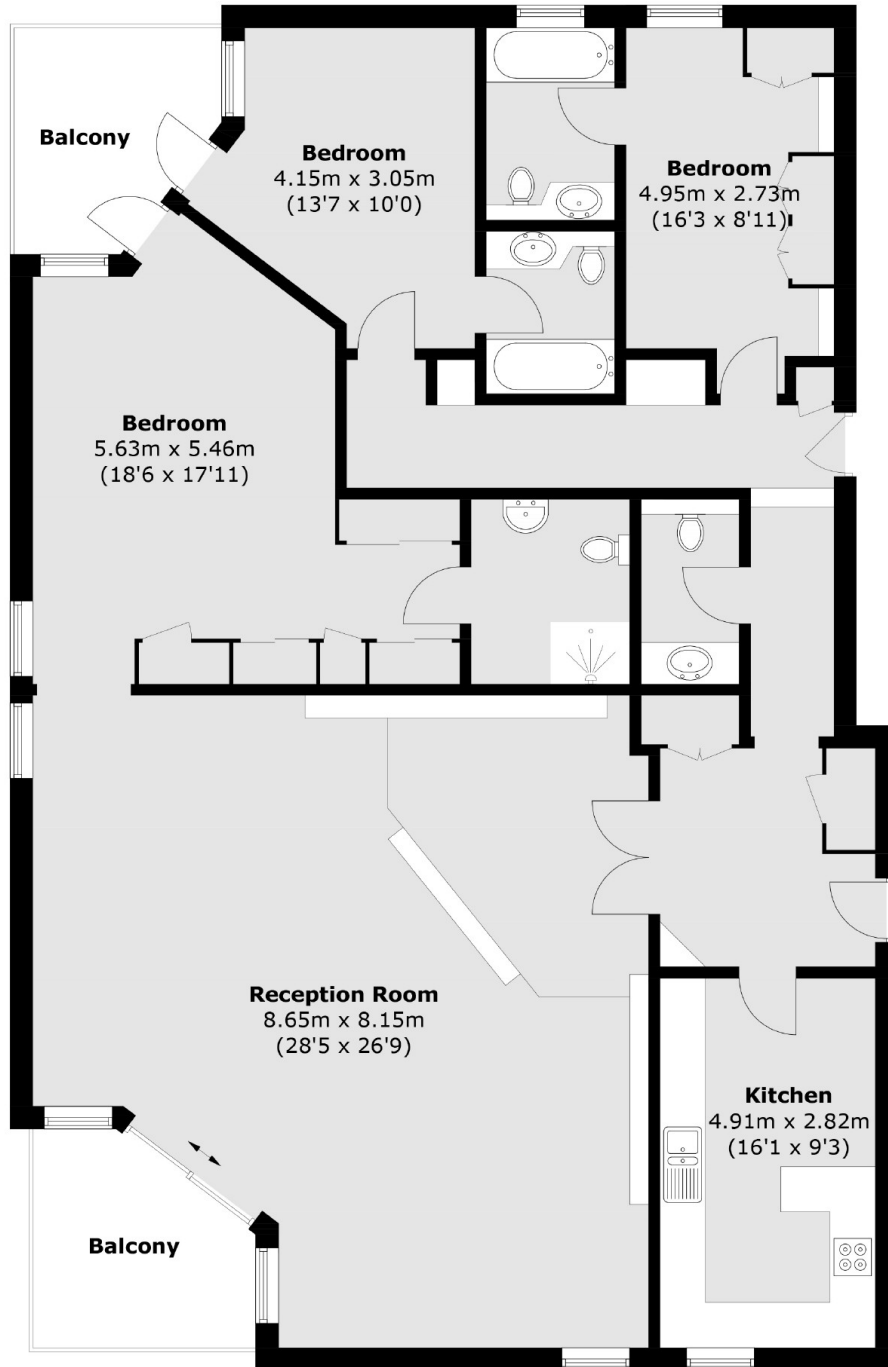 Balcony
Bedroom
4.15m x 3.05m
(13'7 x 10'0)
Bedroom
4.95m x 2.73m
(16'3 x 8'11)
Bedroom
5.63m x 5.46m
(18'6 x 17'11)
Reception Room
8.65m x 8.15m
(28'5 x 26'9)
Kitchen
4.91m x 2.82m
(16'1 x 9'3)
Balcony